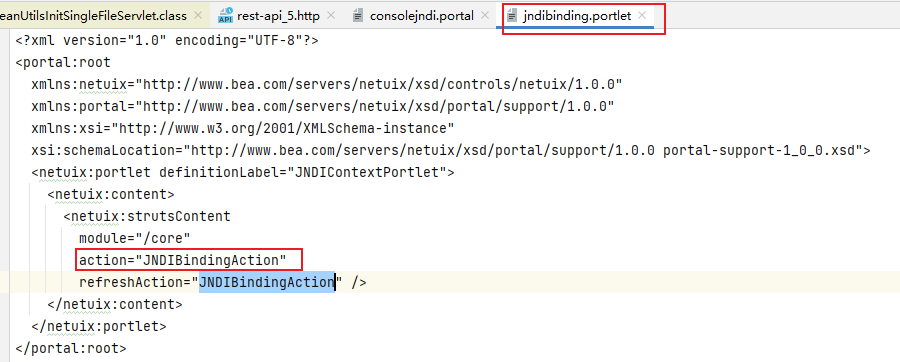 eanUtilsInitSingleFileServlet.class × rest-api_5.http × consolejndi.portal × jndibinding.portlet ×
<?xml version="1.0" encoding="UTF-8"?>
<portal:root
xmlns:netuix="http://www.bea.com/servers/netuix/xsd/controls/netuix/1.0.0"
xmlns:portal="http://www.bea.com/servers/netuix/xsd/portal/support/1.0.0"
xmlns:xsi="http://www.w3.org/2001/XMLSchema-instance"
xsi:schemaLocation="http://www.bea.com/servers/netuix/xsd/portal/support/1.0.0 portal-support-1_0_0.xsd">
<netuix:portlet definitionLabel="JNDIContextPortlet">
<netuix:content>
<netuix:strutsContent
module="/core"
action="JNDIBindingAction"
refreshAction="JNDIBindingAction" />
</netuix:content>
</netuix:portlet>
</portal:root>